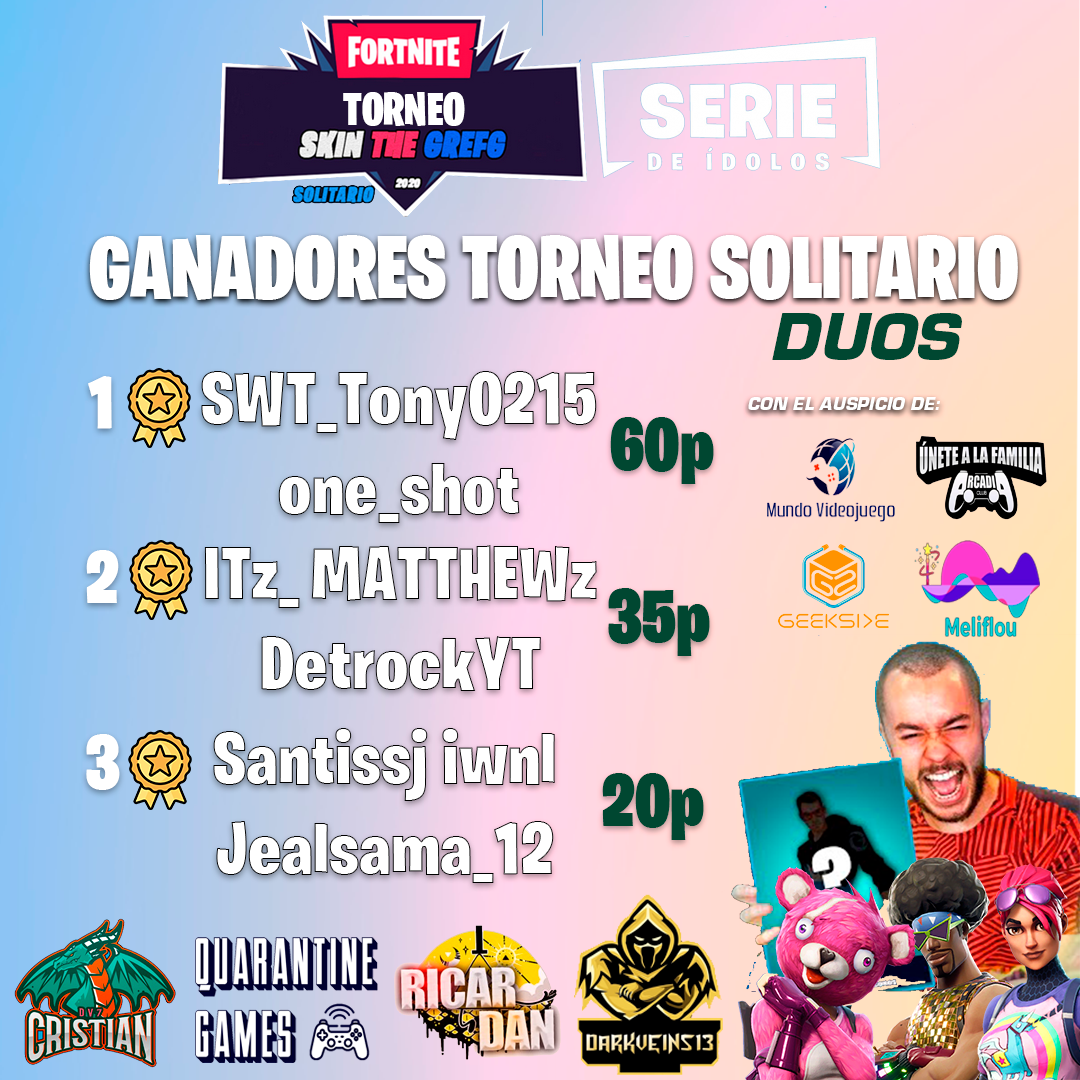 FORTNITE
TORNEO
SKIN THE GREFG
SOLITARIO
2020
SERIE
DE ÍDOLOS
GANADORES TORNEO SOLITARIO
DUOS
1 SWT_Tony0215
one_shot
60p
2 ITz_ MATTHEWz
DetrockYT
35p
3 Santissj iwnl
Jealsama_12
20p
CON EL AUSPICIO DE:
Mundo Videojuego
ÚNETE A LA FAMILIA
ARCADIA
CLUB
GEEKSIDE
Meliflou
?
DV7
CRISTIAN
QUARANTINE
GAMES
RICAR
DAN
DARKVEINS13